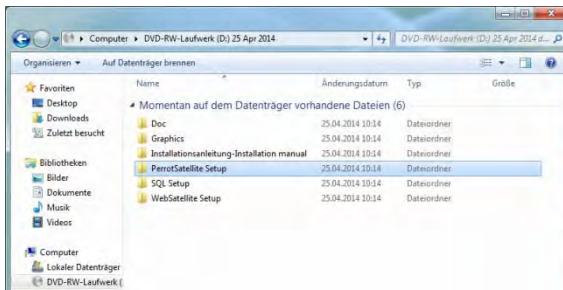 Computer ▸ DVD-RW-Laufwerk (D:) 25 Apr 2014
DVD-RW-Laufwerk (D:) 25 Apr 2014 d...
Organisieren Auf Datenträger brennen
Name Änderungsdatum Typ Größe
Favoriten
Desktop
Downloads
Zuletzt besucht
Bibliotheken
Bilder
Dokumente
Musik
Videos
Computer
Lokaler Datenträger
DVD-RW-Laufwerk (
Momentan auf dem Datenträger vorhandene Dateien (6)
Doc 25.04.2014 10:14 Dateiordner
Graphics 25.04.2014 10:14 Dateiordner
Installationsanleitung-Installation manual 25.04.2014 10:14 Dateiordner
PerrotSatellite Setup 25.04.2014 10:14 Dateiordner
SQL Setup 25.04.2014 10:14 Dateiordner
WebSatellite Setup 25.04.2014 10:14 Dateiordner